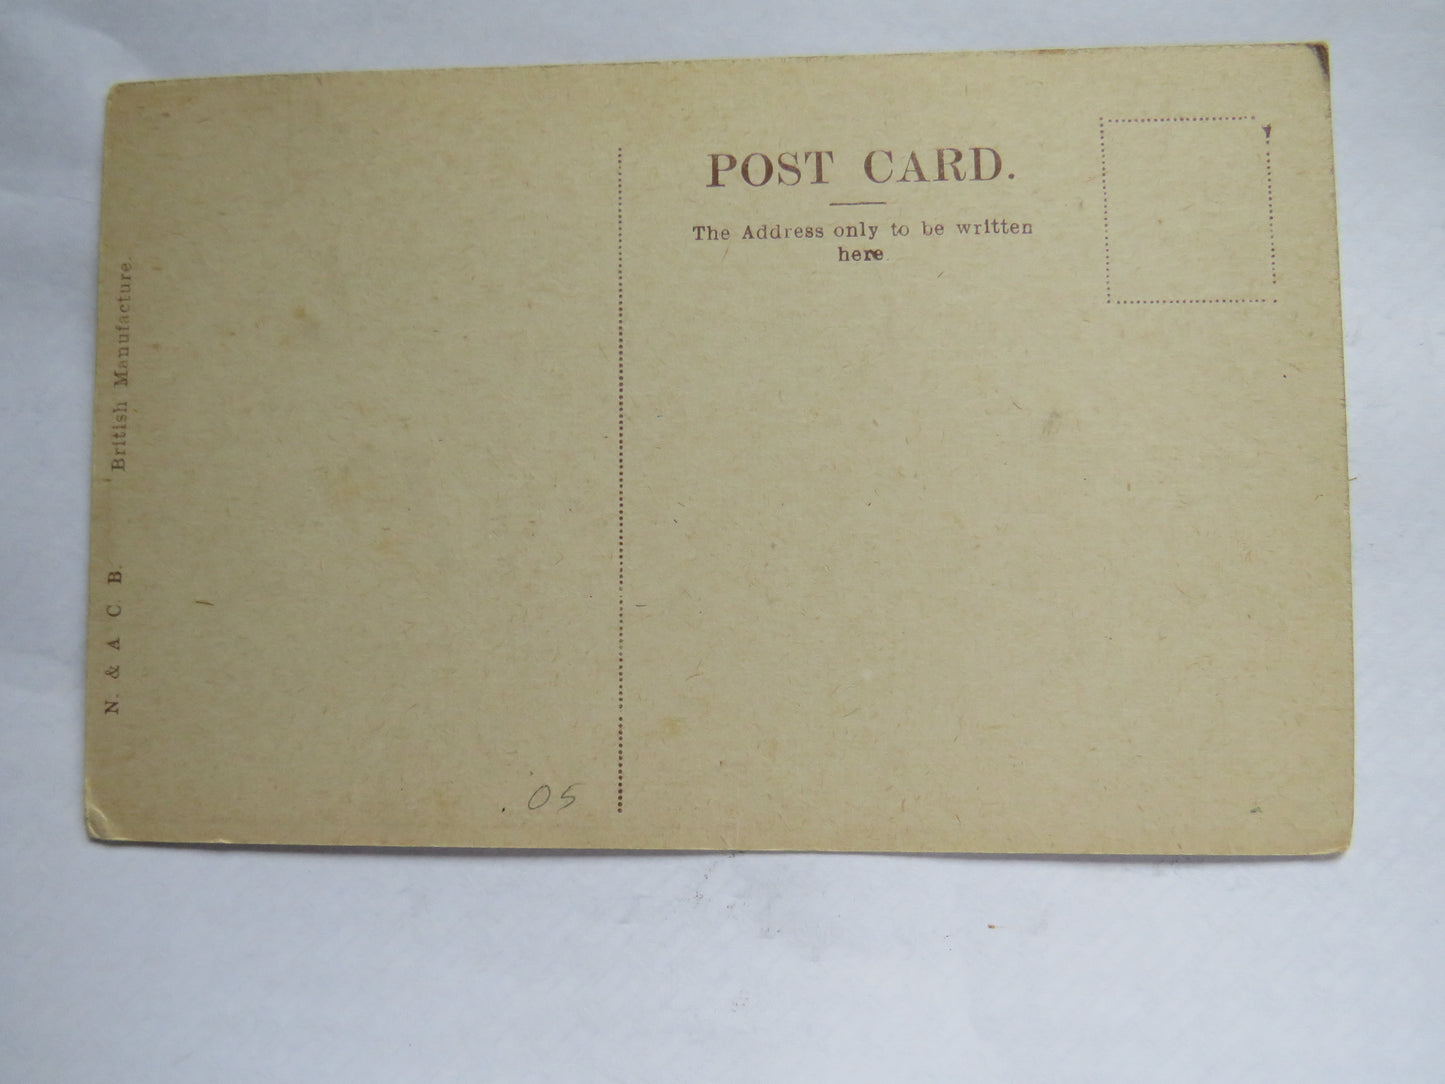 POST CARD.
The Address only to be written
here.
N. & A C. B.
British Manufacture.
.05